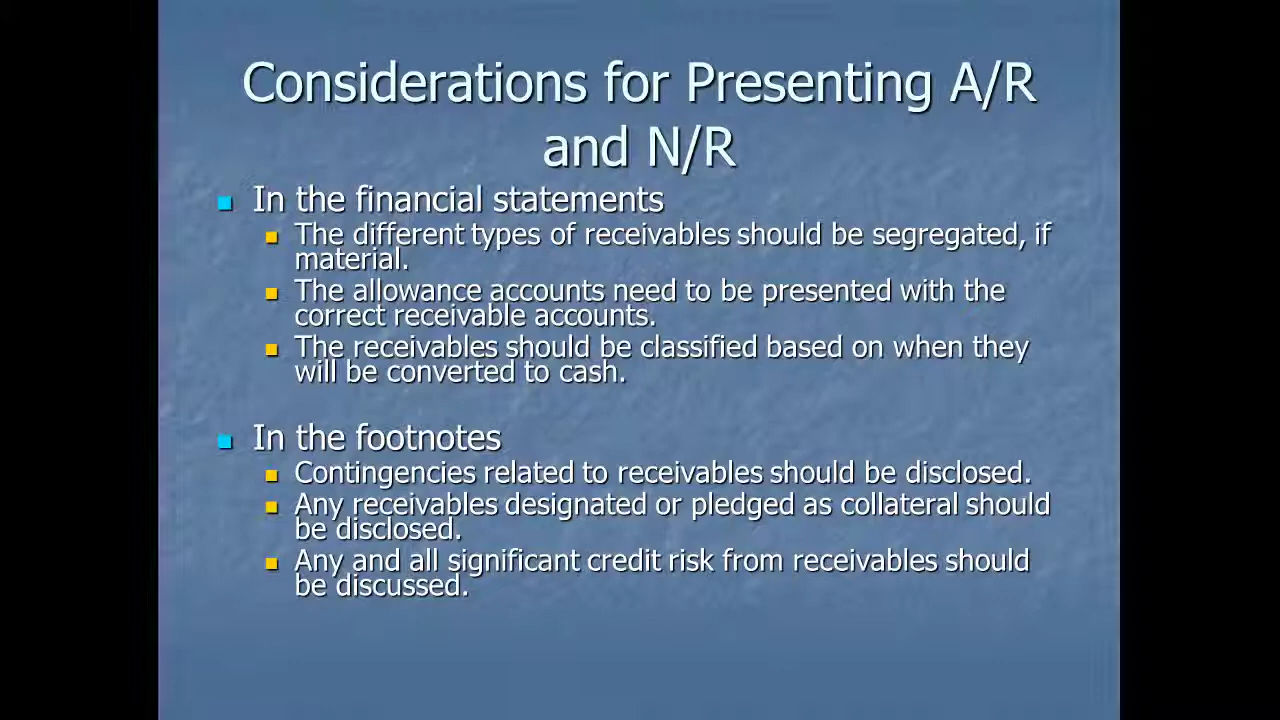 Considerations for Presenting A/R
and N/R
In the financial statements
The different types of receivables should be segregated, if
material.
The allowance accounts need to be presented with the
correct receivable accounts.
The receivables should be classified based on when they
will be converted to cash.
In the footnotes
Contingencies related to receivables should be disclosed.
Any receivables designated or pledged as collateral should
be disclosed.
Any and all significant credit risk from receivables should
be discussed.